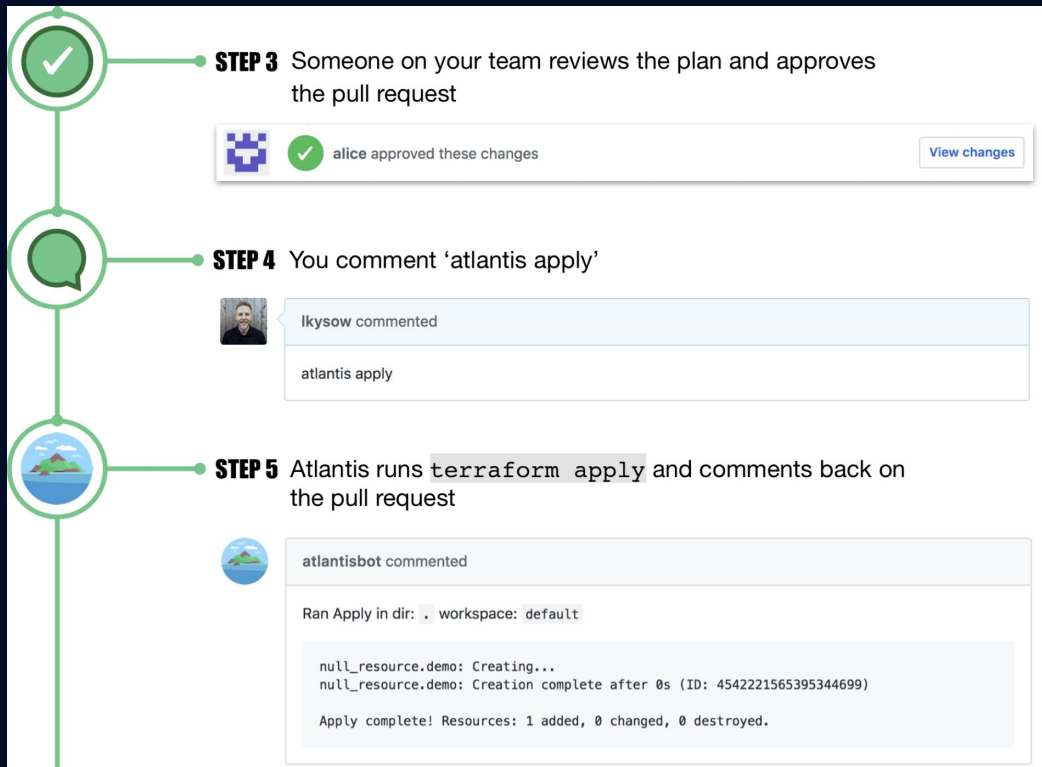 STEP 3 Someone on your team reviews the plan and approves
the pull request
alice approved these changes
View changes
STEP 4 You comment ‘atlantis apply’
lkysow commented
atlantis apply
STEP 5 Atlantis runs terraform apply and comments back on
the pull request
atlantisbot commented
Ran Apply in dir: . workspace: default
null_resource.demo: Creating...
null_resource.demo: Creation complete after 0s (ID: 4542221565395344699)
Apply complete! Resources: 1 added, 0 changed, 0 destroyed.